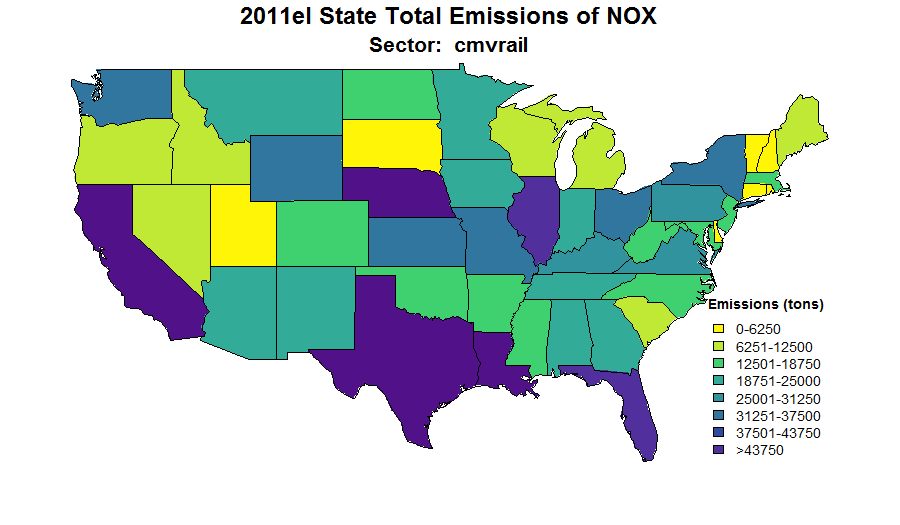 2011el State Total Emissions of NOX
Sector:  cmvrail
Emissions (tons)
0-6250
6251-12500
12501-18750
18751-25000
25001-31250
31251-37500
37501-43750
>43750